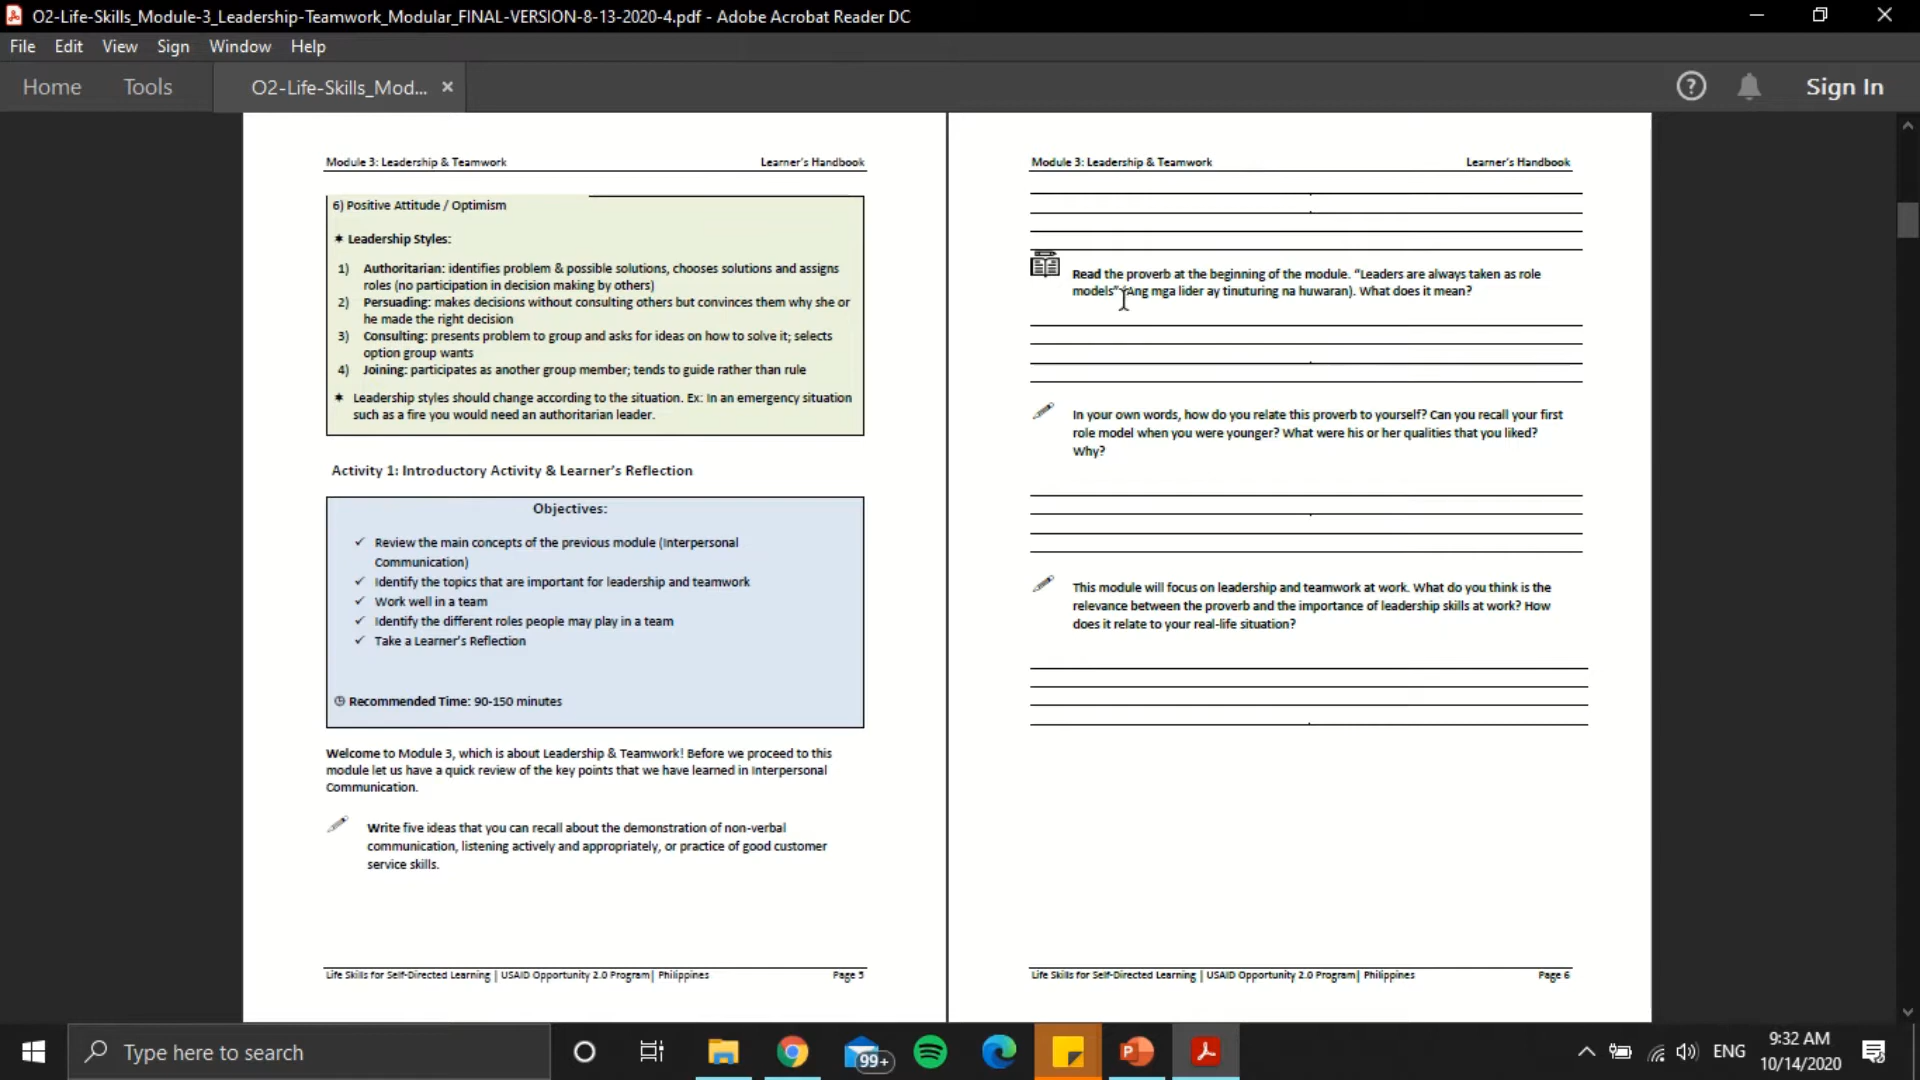 O2-Life-Skills_Module-3_Leadership-Teamwork_Modular_FINAL-VERSION-8-13-2020-4.pdf - Adobe Acrobat Reader DC
File Edit View Sign Window Help
Home Tools O2-Life-Skills_Mod... × Sign In
Module 3: Leadership & Teamwork Learner's Handbook
6) Positive Attitude / Optimism
✶ Leadership Styles:
1) Authoritarian: identifies problem & possible solutions, chooses solutions and assigns
roles (no participation in decision making by others)
2) Persuading: makes decisions without consulting others but convinces them why she or
he made the right decision
3) Consulting: presents problem to group and asks for ideas on how to solve it; selects
option group wants
4) Joining: participates as another group member; tends to guide rather than rule
✶ Leadership styles should change according to the situation. Ex: In an emergency situation
such as a fire you would need an authoritarian leader.
Activity 1: Introductory Activity & Learner's Reflection
Objectives:
✓ Review the main concepts of the previous module (Interpersonal
Communication)
✓ Identify the topics that are important for leadership and teamwork
✓ Work well in a team
✓ Identify the different roles people may play in a team
✓ Take a Learner's Reflection
Recommended Time: 90-150 minutes
Welcome to Module 3, which is about Leadership & Teamwork! Before we proceed to this
module let us have a quick review of the key points that we have learned in Interpersonal
Communication.
Write five ideas that you can recall about the demonstration of non-verbal
communication, listening actively and appropriately, or practice of good customer
service skills.
Life Skills for Self-Directed Learning | USAID Opportunity 2.0 Program| Philippines Page 5
Module 3: Leadership & Teamwork Learner's Handbook
Read the proverb at the beginning of the module. "Leaders are always taken as role
models" (Ang mga lider ay tinuturing na huwaran). What does it mean?
In your own words, how do you relate this proverb to yourself? Can you recall your first
role model when you were younger? What were his or her qualities that you liked?
Why?
This module will focus on leadership and teamwork at work. What do you think is the
relevance between the proverb and the importance of leadership skills at work? How
does it relate to your real-life situation?
Life Skills for Self-Directed Learning | USAID Opportunity 2.0 Program| Philippines Page 6
Type here to search 99+ ENG 9:32 AM
10/14/2020